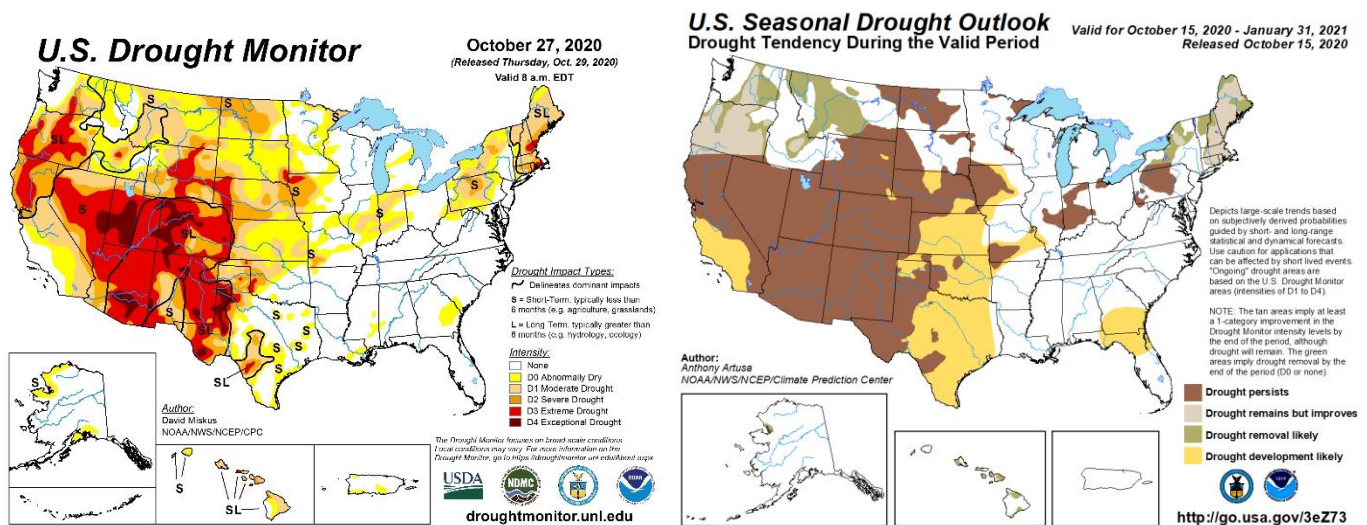 U.S. Drought Monitor
October 27, 2020
(Released Thursday, Oct. 29, 2020)
Valid 8 a.m. EDT
S
S
S
SL
SL
S
S
S
S
S
SL
S
SL
S
S
S
S
S
SL
S
S
SL
Drought Impact Types:
Delineates dominant impacts
S = Short-Term, typically less than
6 months (e.g. agriculture, grasslands)
L = Long-Term, typically greater than
6 months (e.g. hydrology, ecology)
Intensity:
None
D0 Abnormally Dry
D1 Moderate Drought
D2 Severe Drought
D3 Extreme Drought
D4 Exceptional Drought
Author:
David Miskus
NOAA/NWS/NCEP/CPC
The Drought Monitor focuses on broad-scale conditions.
Local conditions may vary. For more information on the
Drought Monitor, go to https://droughtmonitor.unl.edu/About.aspx
USDA
NDMC
droughtmonitor.unl.edu
U.S. Seasonal Drought Outlook
Drought Tendency During the Valid Period
Valid for October 15, 2020 - January 31, 2021
Released October 15, 2020
Depicts large-scale trends based
on subjectively derived probabilities
guided by short- and long-range
statistical and dynamical forecasts.
Use caution for applications that
can be affected by short lived events.
"Ongoing" drought areas are
based on the U.S. Drought Monitor
areas (intensities of D1 to D4).
NOTE: The tan areas imply at least
a 1-category improvement in the
Drought Monitor intensity levels by
the end of the period, although
drought will remain. The green
areas imply drought removal by the
end of the period (D0 or none).
Author:
Anthony Artusa
NOAA/NWS/NCEP/Climate Prediction Center
Drought persists
Drought remains but improves
Drought removal likely
Drought development likely
http://go.usa.gov/3eZ73